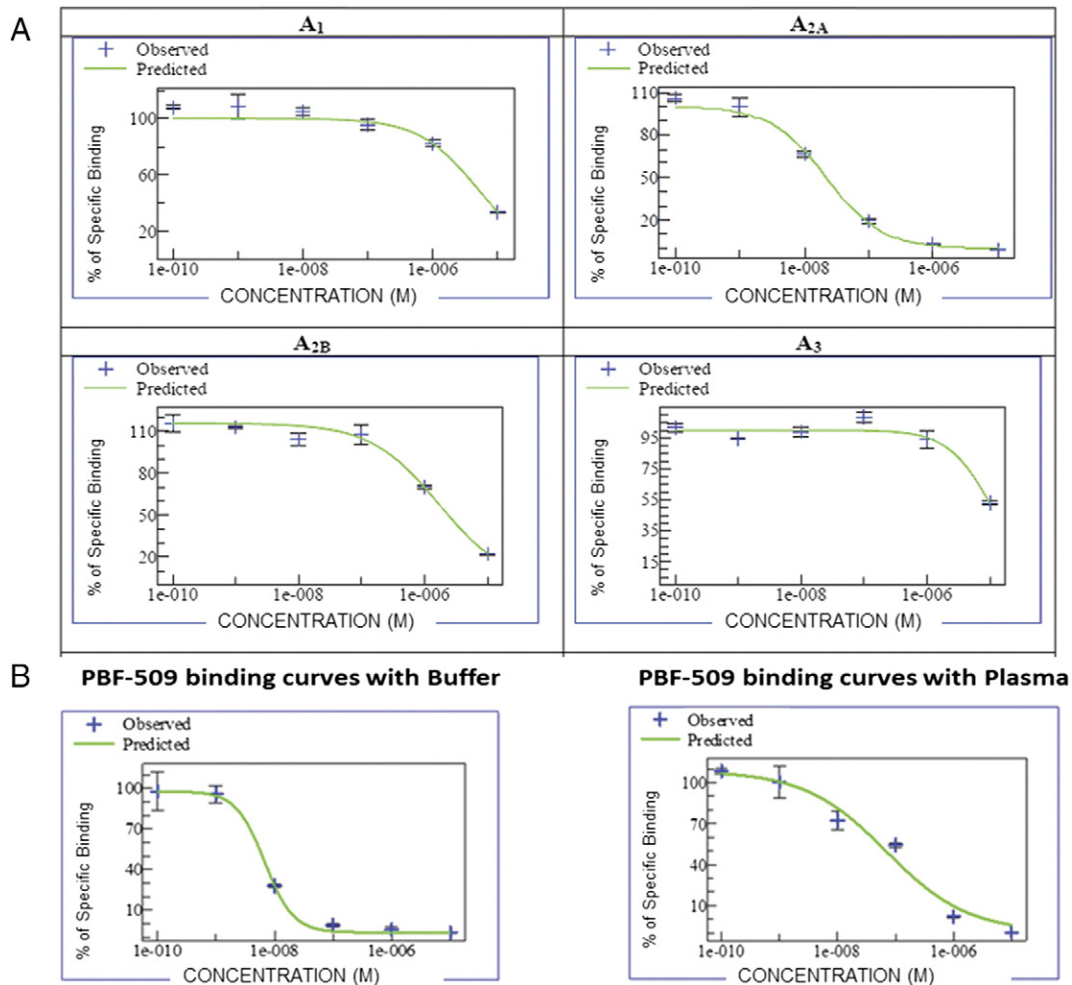 A
A1
A2A
Observed
Predicted
100
60
20
% of Specific Binding
1e-010
1e-008
1e-006
CONCENTRATION (M)
Observed
Predicted
110
80
50
20
% of Specific Binding
1e-010
1e-008
1e-006
CONCENTRATION (M)
A2B
A3
Observed
Predicted
110
80
50
20
% of Specific Binding
1e-010
1e-008
1e-006
CONCENTRATION (M)
Observed
Predicted
95
75
55
35
15
% of Specific Binding
1e-010
1e-008
1e-006
CONCENTRATION (M)
B
PBF-509 binding curves with Buffer
PBF-509 binding curves with Plasma
Observed
Predicted
100
70
40
10
% of Specific Binding
1e-010
1e-008
1e-006
CONCENTRATION (M)
Observed
Predicted
100
70
40
10
% of Specific Binding
1e-010
1e-008
1e-006
CONCENTRATION (M)